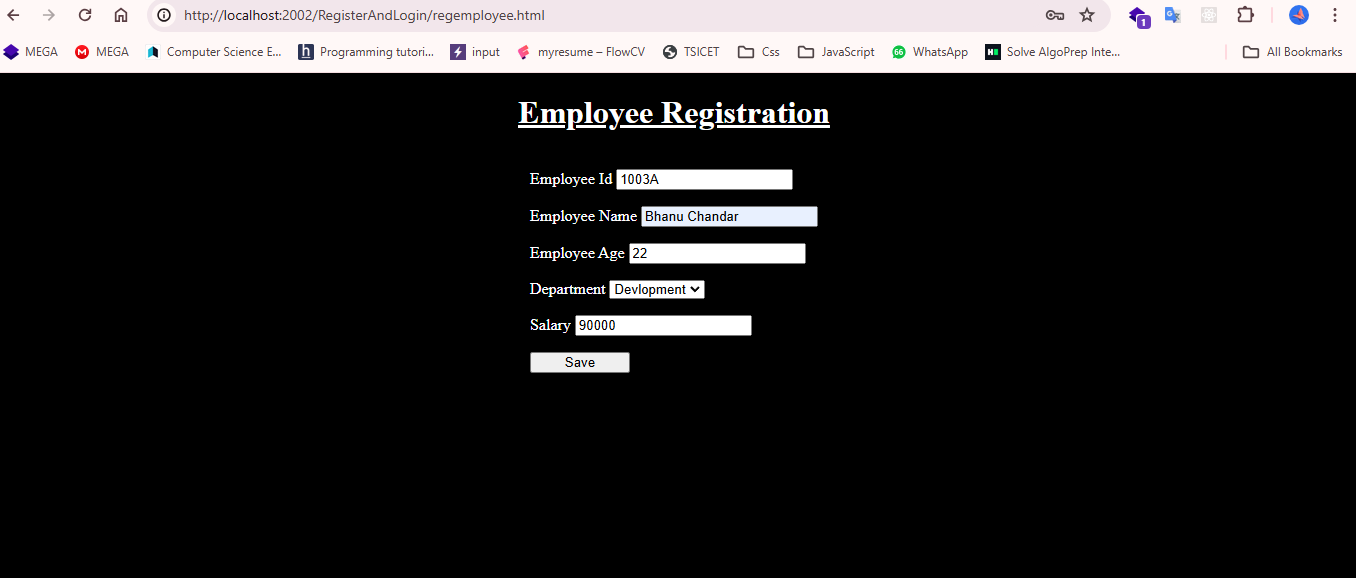 http://localhost:2002/RegisterAndLogin/regemployee.html
1
MEGA MEGA Computer Science E... Programming tutori... input myresume – FlowCV TSICET Css JavaScript WhatsApp Solve AlgoPrep Inte... All Bookmarks
Employee Registration
Employee Id 1003A
Employee Name Bhanu Chandar
Employee Age 22
Department Devlopment
Salary 90000
Save